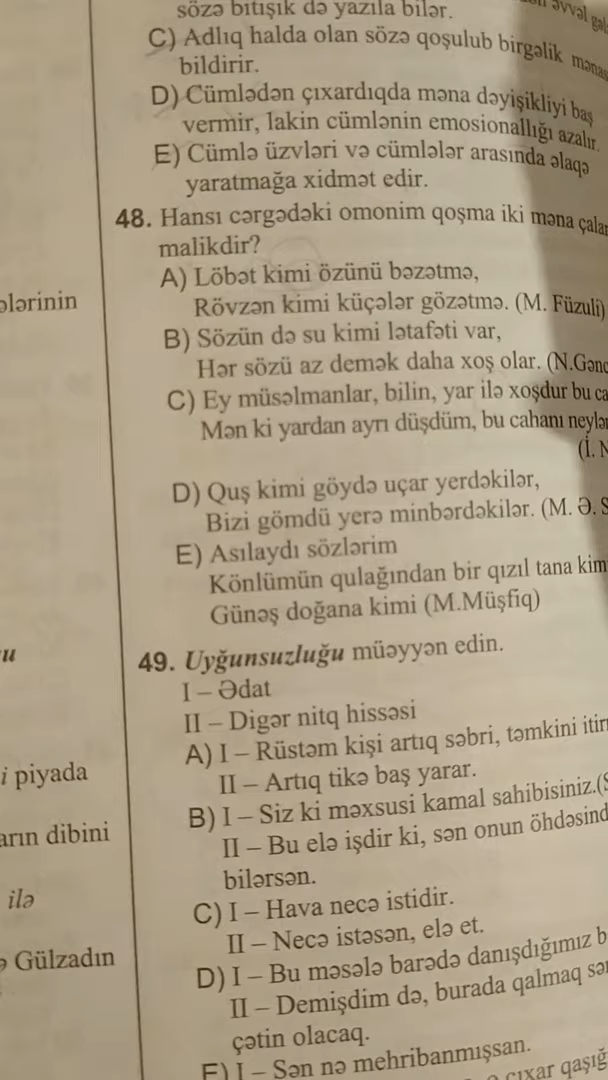 sözə bitişik də yazıla bilər.
əvvəl
C) Adlıq halda olan sözə qoşulub birgəlik
bildirir.
D) Cümlədən çıxardıqda məna dəyişikliyi baş
vermir, lakin cümlənin emosionallığı azalır.
E) Cümlə üzvləri və cümlələr arasında əlaqə
yaratmağa xidmət edir.
48. Hansı cərgədəki omonim qoşma iki məna
malikdir?
A) Löbət kimi özünü bəzətmə,
Rövzən kimi küçələr gözətmə. (M. Füzuli)
B) Sözün də su kimi lətafəti var,
Hər sözü az demək daha xoş olar.
C) Ey müsəlmanlar, bilin, yar ilə xoşdur bu
Mən ki yardan ayrı düşdüm, bu cahanı
(İ.
D) Quş kimi göydə uçar yerdəkilər,
Bizi gömdü yerə minbərdəkilər. (M. Ə.
E) Asılaydı sözlərim
Könlümün qulağından bir qızıl tana
Günəş doğana kimi (M.Müşfiq)
49. Uyğunsuzluğu müəyyən edin.
I – Ədat
II – Digər nitq hissəsi
A) I – Rüstəm kişi artıq səbri, təmkini
II – Artıq tikə baş yarar.
B) I – Siz ki məxsusi kamal sahibisiniz.
II – Bu elə işdir ki, sən onun
bilərsən.
C) I – Hava necə istidir.
II – Necə istəsən, elə et.
D) I – Bu məsələ barədə danışdığımız
II – Demişdim də, burada qalmaq
çətin olacaq.
E) I – Sən nə mehribanmışsan.
çıxar
piyada
dibini
ilə
Gülzadın